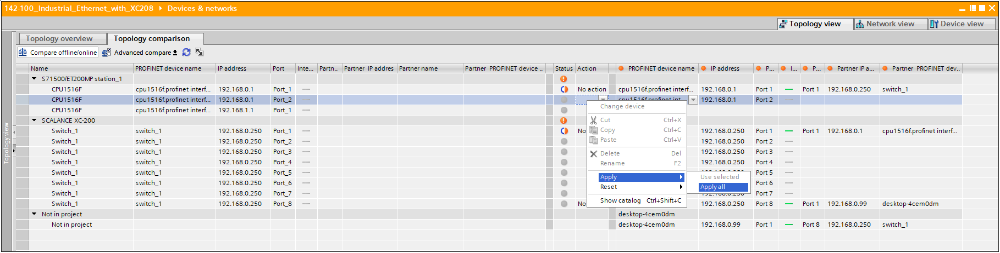 142-100_Industrial_Ethernet_with_XC208 ▸ Devices & networks
Topology view Network view Device view
Topology overview Topology comparison
Compare offline/online Advanced compare
Name PROFINET device name IP address Port Inte... Partn.. Partner IP addres Partner name Partner PROFINET device .. Status Action PROFINET device name IP address P... I... P... Partner IP a... Partner PROFINET dev..
S71500/ET200MP station_1
CPU1516F cpu1516f.profinet interf... 192.168.0.1 Port_1 No action cpu1516f.profinet interf... 192.168.0.1 Port 1 Port 1 192.168.0.250 switch_1
CPU1516F cpu1516f.profinet interf... 192.168.0.1 Port_2 cpu1516f.profinet int... 192.168.0.1 Port 2
CPU1516F cpu1516f.profinet interf... 192.168.1.1 Port_1
SCALANCE XC-200
Switch_1 switch_1 192.168.0.250 Port_1 No 192.168.0.250 Port 1 Port 1 192.168.0.1 cpu1516f.profinet interf...
Switch_1 switch_1 192.168.0.250 Port_2 192.168.0.250 Port 2
Switch_1 switch_1 192.168.0.250 Port_3 192.168.0.250 Port 3
Switch_1 switch_1 192.168.0.250 Port_4 192.168.0.250 Port 4
Switch_1 switch_1 192.168.0.250 Port_5 Port 5
Switch_1 switch_1 192.168.0.250 Port_6 Port 6
Switch_1 switch_1 192.168.0.250 Port_7 Port 7
Switch_1 switch_1 192.168.0.250 Port_8 No 192.168.0.250 Port 8 Port 1 192.168.0.99 desktop-4cem0dm
Not in project desktop-4cem0dm
Not in project desktop-4cem0dm 192.168.0.99 Port 1 Port 8 192.168.0.250 switch_1
Change device
Cut Ctrl+X
Copy Ctrl+C
Paste Ctrl+V
Delete Del
Rename F2
Apply
Reset
Show catalog Ctrl+Shift+C
Use selected
Apply all
Topology view